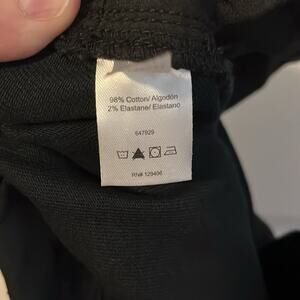 98% Cotton/ Algodón
2% Elastane/ Elastano
647929
RN# 129406